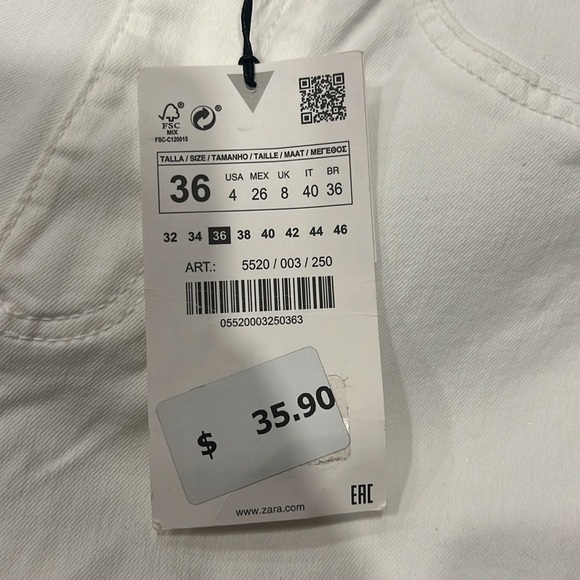 FSC
MIX
FSC-C120015
TALLA / SIZE / TAMANHO / TAILLE / MAAT / ΜΕΓΕΘΟΣ
36
USA MEX UK IT BR
4 26 8 40 36
32 34 36 38 40 42 44 46
ART.: 5520 / 003 / 250
05520003250363
$ 35.90
www.zara.com
EAC